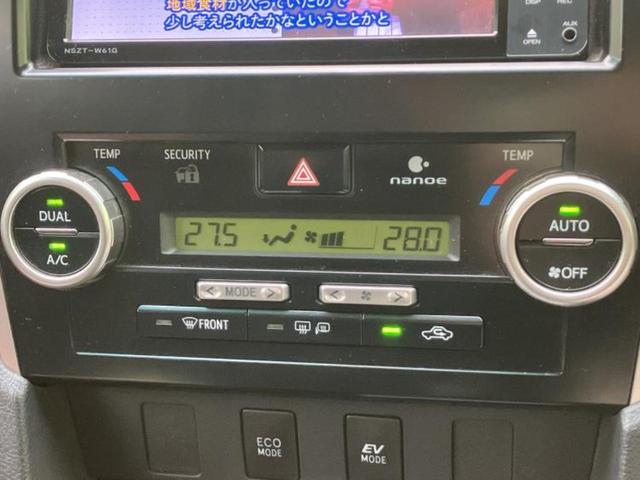 地域食材が入っていたので
少し考えられたかなということかと
NSZT-W61G
DISP
REC
AUX
OPEN
TEMP
SECURITY
nanoe
TEMP
DUAL
A/C
27.5
28.0
AUTO
OFF
< MODE >
< >
FRONT
ECO
MODE
EV
MODE